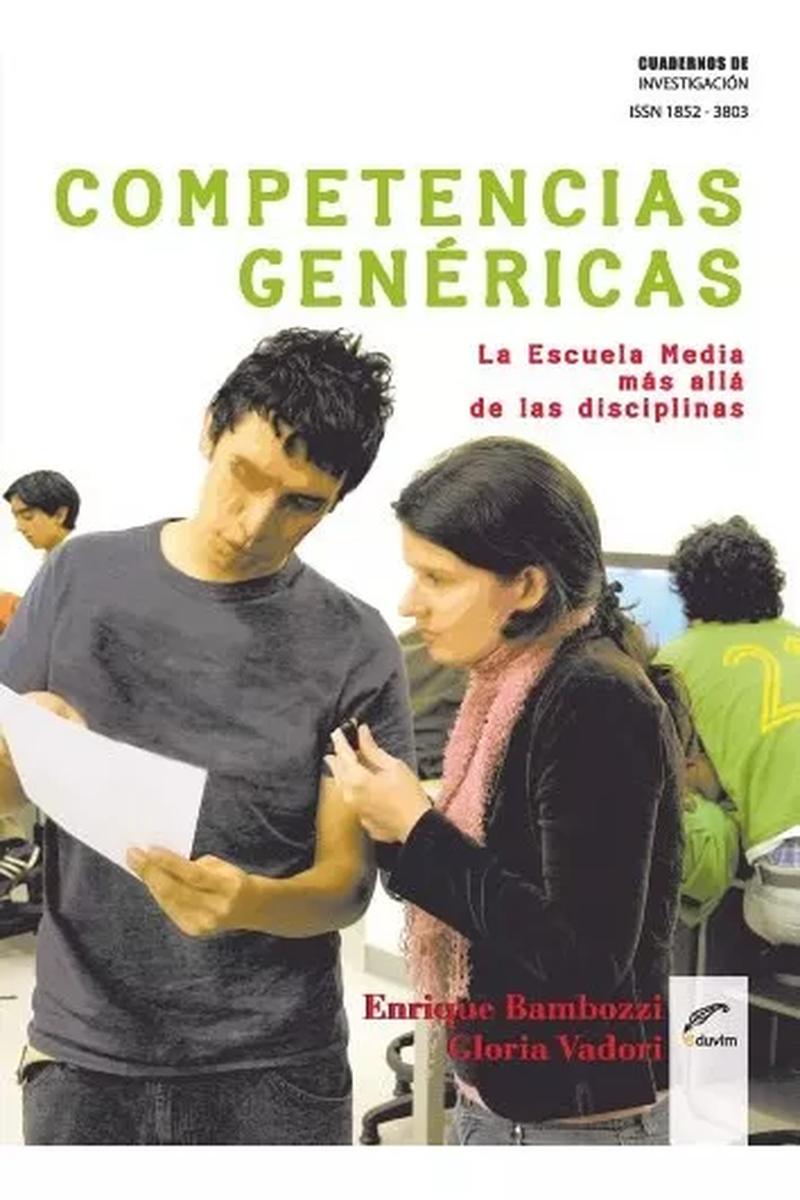 CUADERNOS DE
INVESTIGACIÓN
ISSN 1852 - 3803
COMPETENCIAS
GENÉRICAS
La Escuela Media
más allá
de las disciplinas
2
Enrique Bambozzi
Gloria Vadori
eduvim